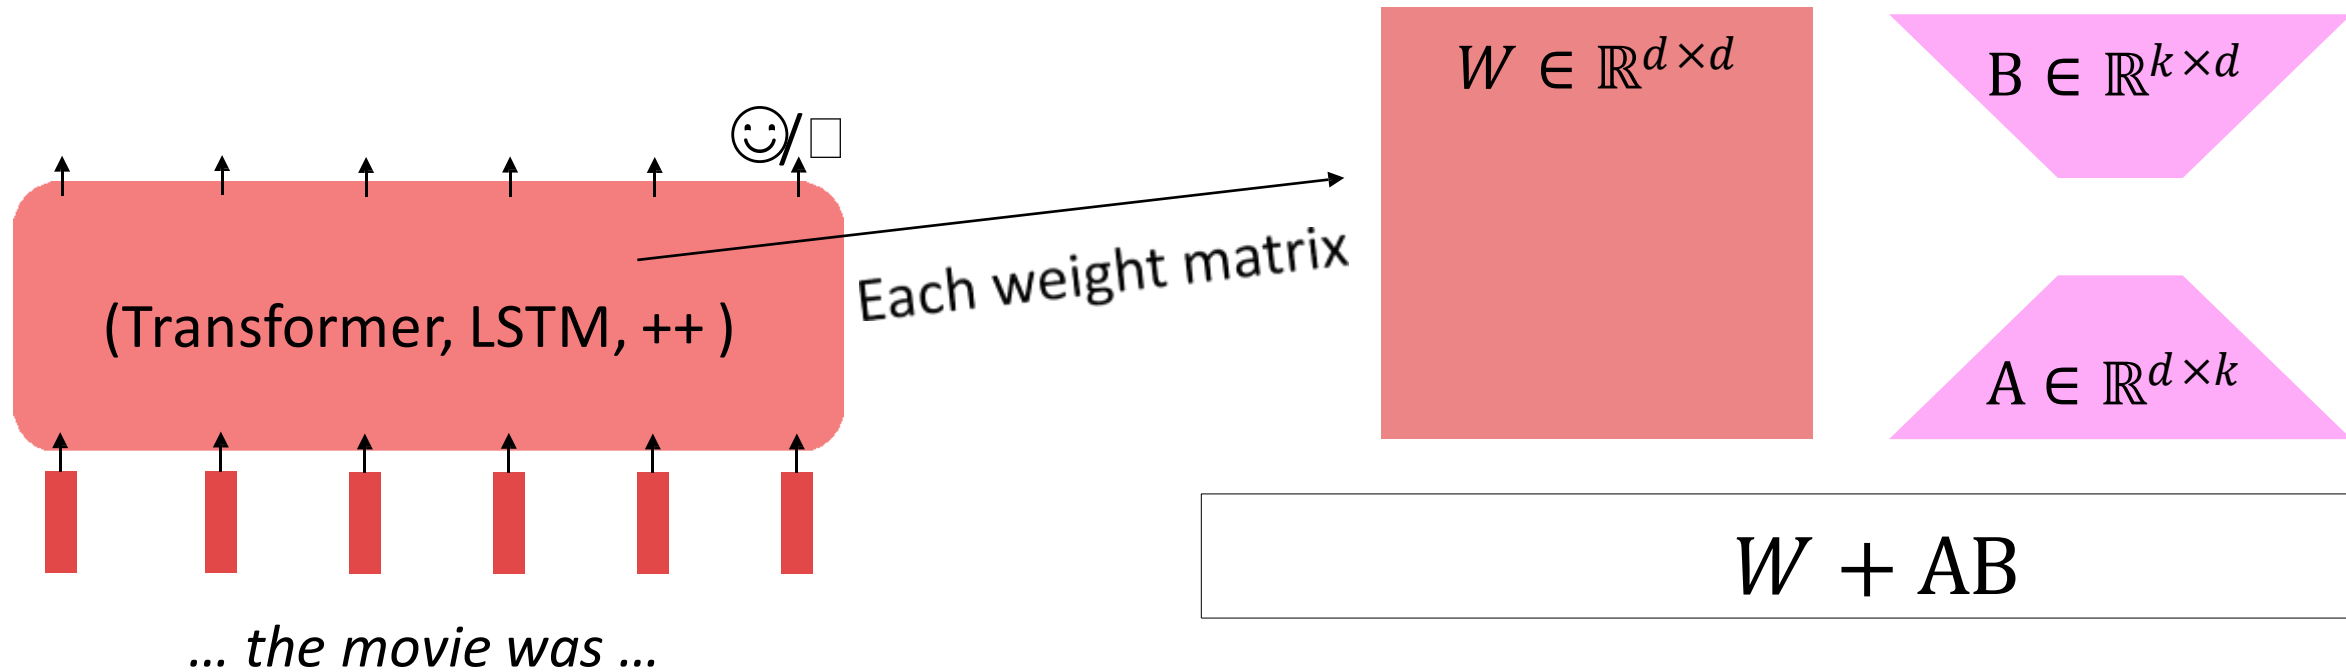 ☺/□
(Transformer, LSTM, ++ )
… the movie was …
Each weight matrix
W ∈ ℝ^{d×d}
B ∈ ℝ^{k×d}
A ∈ ℝ^{d×k}
W + AB